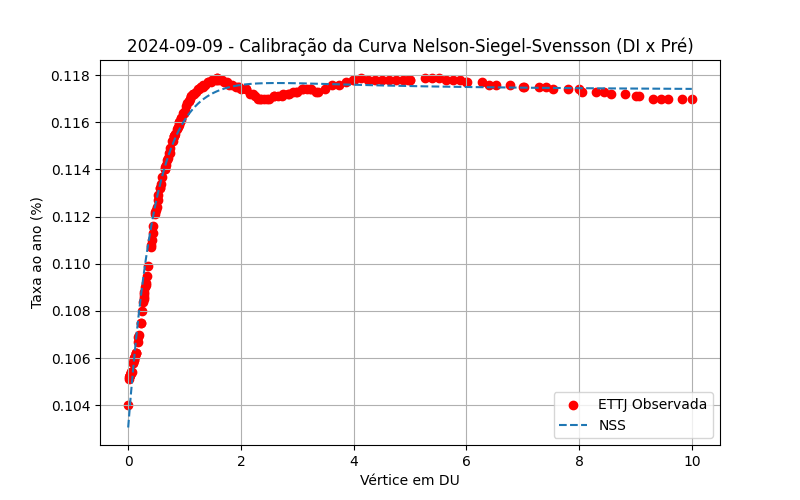 2024-09-09 - Calibração da Curva Nelson-Siegel-Svensson (DI x Pré)
Taxa ao ano (%)
0.118
0.116
0.114
0.112
0.110
0.108
0.106
0.104
ETTJ Observada
NSS
0 2 4 6 8 10
Vértice em DU